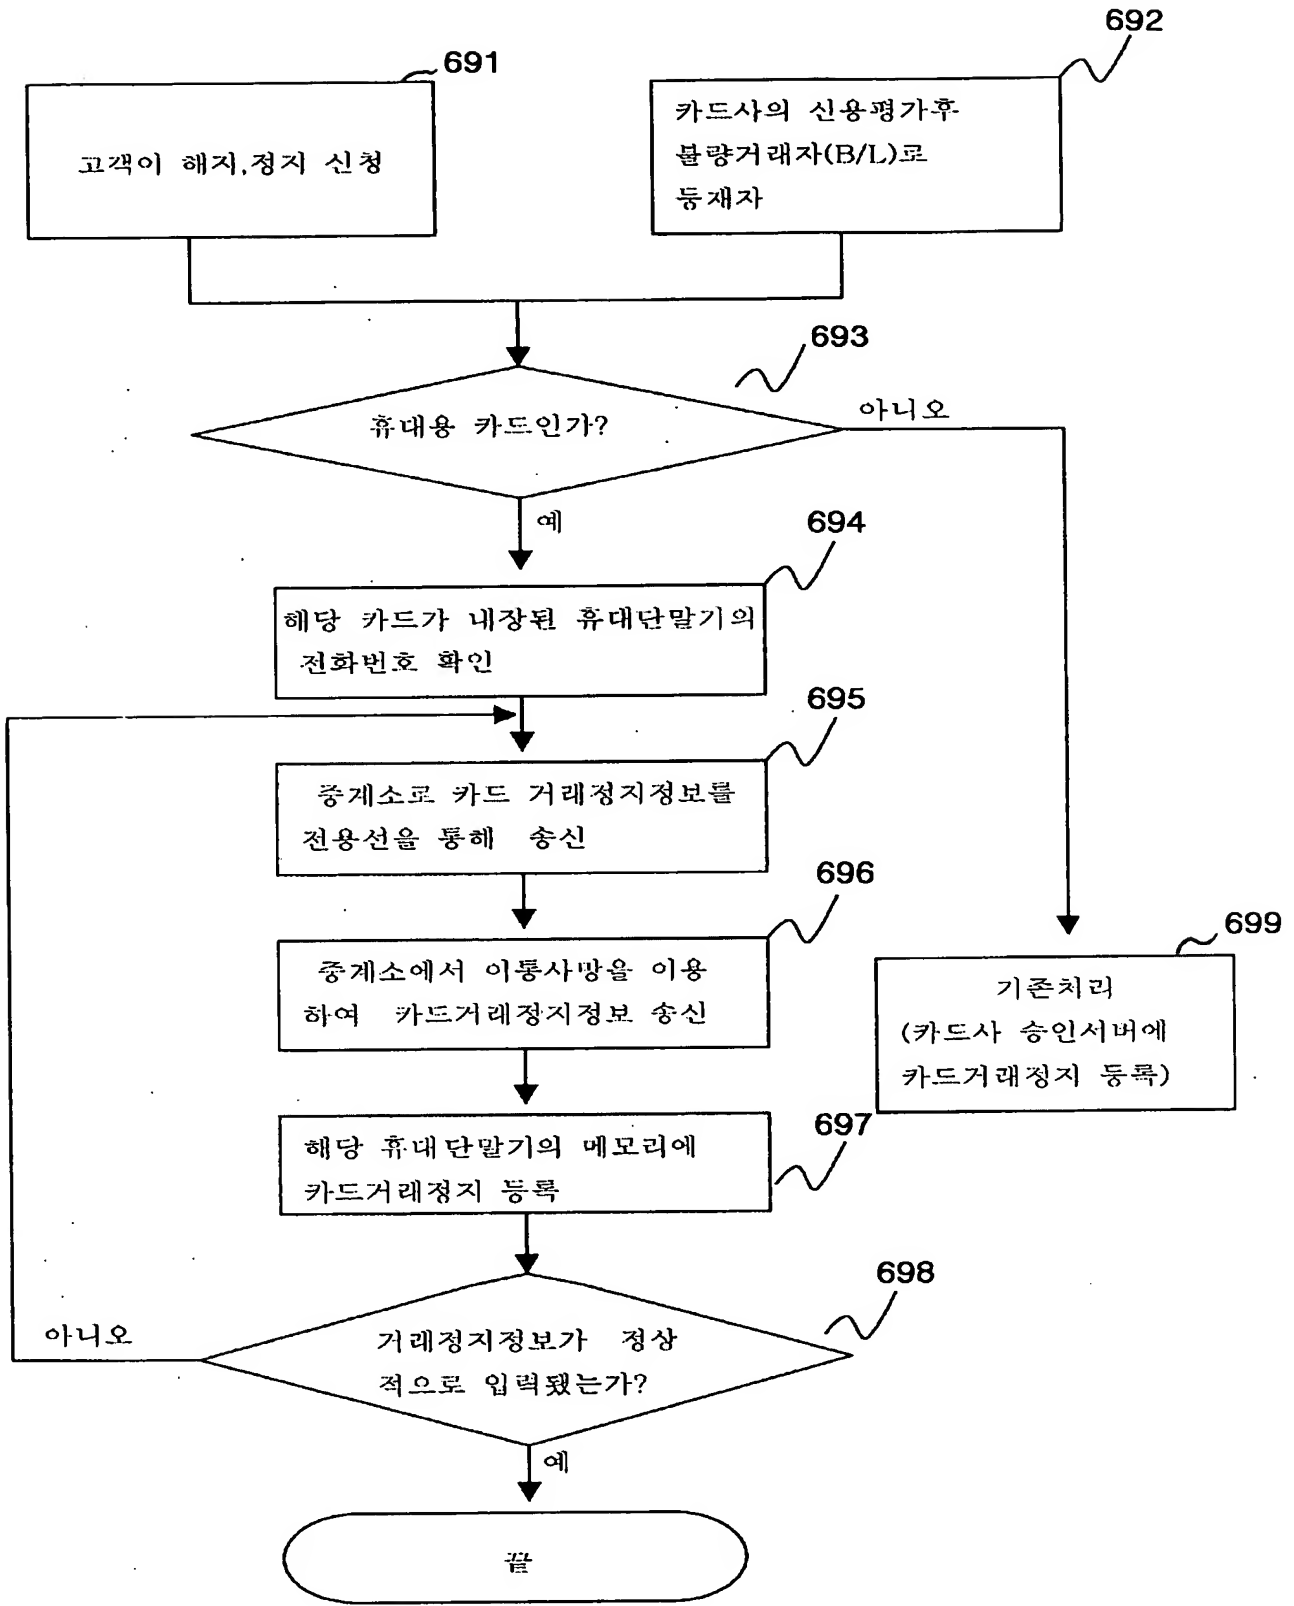 691
고객이 해지,정지 신청
692
카드사의 신용평가후
불량거래자(B/L)로
등재자
693
휴대용 카드인가?
아니오
예
694
해당 카드가 내장된 휴대단말기의
전화번호 확인
695
중계소로 카드 거래정지정보를
전용선을 통해 송신
696
중계소에서 이통사망을 이용
하여 카드거래정지정보 송신
699
기존처리
(카드사 승인서버에
카드거래정지 등록)
697
해당 휴대단말기의 메모리에
카드거래정지 등록
698
거래정지정보가 정상
적으로 입력됐는가?
아니오
예
끝